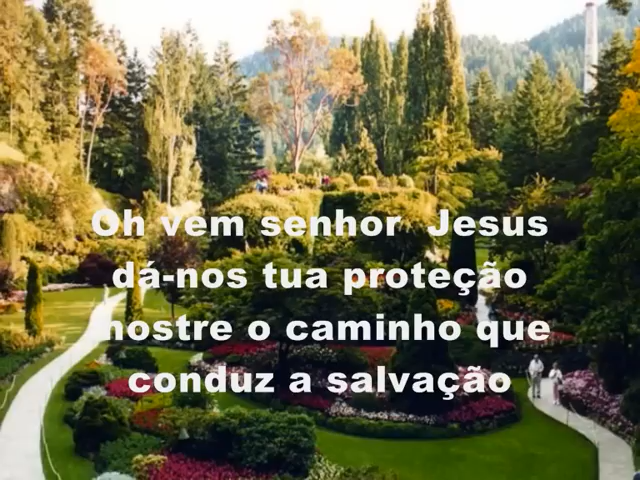 Oh vem senhor Jesus
dá-nos tua proteção
mostre o caminho que
conduz a salvação